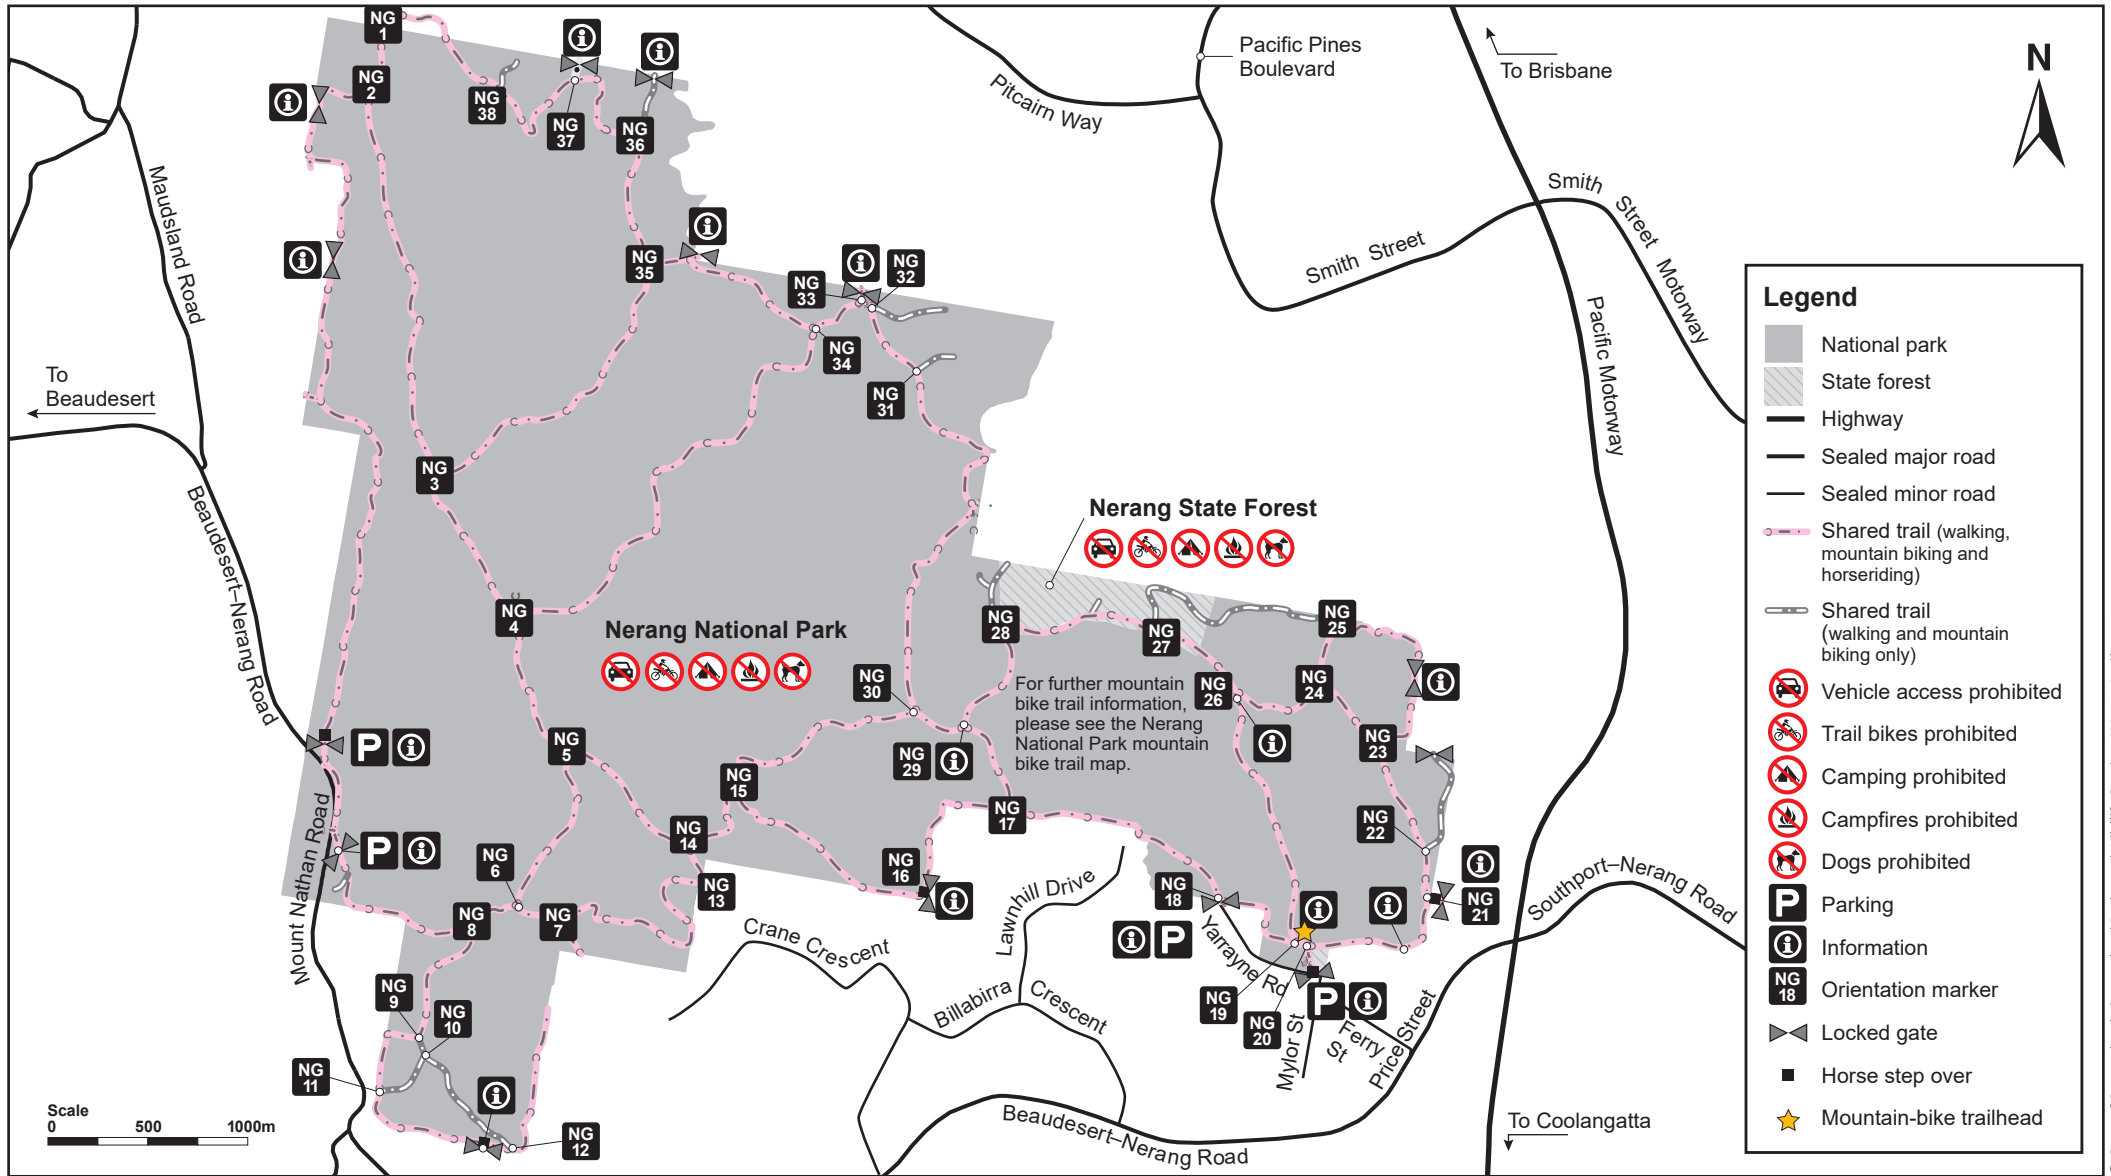 NG
1
NG
2
NG
38
NG
37
NG
36
Pacific Pines
Boulevard
Pitcairn Way
To Brisbane
N
Maudsland Road
Smith Street Motorway
Smith Street
NG
35
NG
33
NG
32
NG
34
NG
31
Pacific Motorway
To
Beaudesert
NG
3
Beaudesert–Nerang Road
Nerang State Forest
NG
4
Nerang National Park
NG
28
NG
27
NG
25
NG
30
For further mountain
bike trail information,
please see the Nerang
National Park mountain
bike trail map.
NG
26
NG
24
NG
5
NG
29
NG
23
P
NG
15
NG
17
NG
22
Mount Nathan Road
P
NG
14
NG
6
NG
16
NG
13
NG
18
NG
21
Southport–Nerang Road
NG
8
NG
7
Crane Crescent
Lawnhill Drive
P
Yarrayne Rd
NG
9
NG
10
Billabirra Crescent
NG
19
NG
20
P
Mylor St
Ferry
St
Price Street
NG
11
NG
12
Beaudesert–Nerang Road
To Coolangatta
Scale
0 500 1000m
Legend
National park
State forest
Highway
Sealed major road
Sealed minor road
Shared trail (walking,
mountain biking and
horseriding)
Shared trail
(walking and mountain
biking only)
Vehicle access prohibited
Trail bikes prohibited
Camping prohibited
Campfires prohibited
Dogs prohibited
P Parking
Information
NG
18 Orientation marker
Locked gate
Horse step over
Mountain-bike trailhead